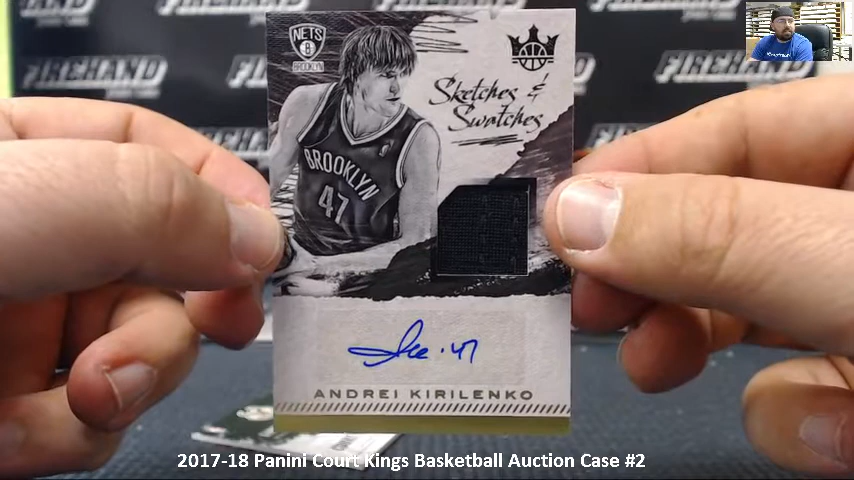 FIREHAND
FIREHAND
FIREHAND
FIREHAND
NETS
B
BROOKLYN
Sketches &
Swatches
BROOKLYN
47
ANDREI KIRILENKO
2017-18 Panini Court Kings Basketball Auction Case #2